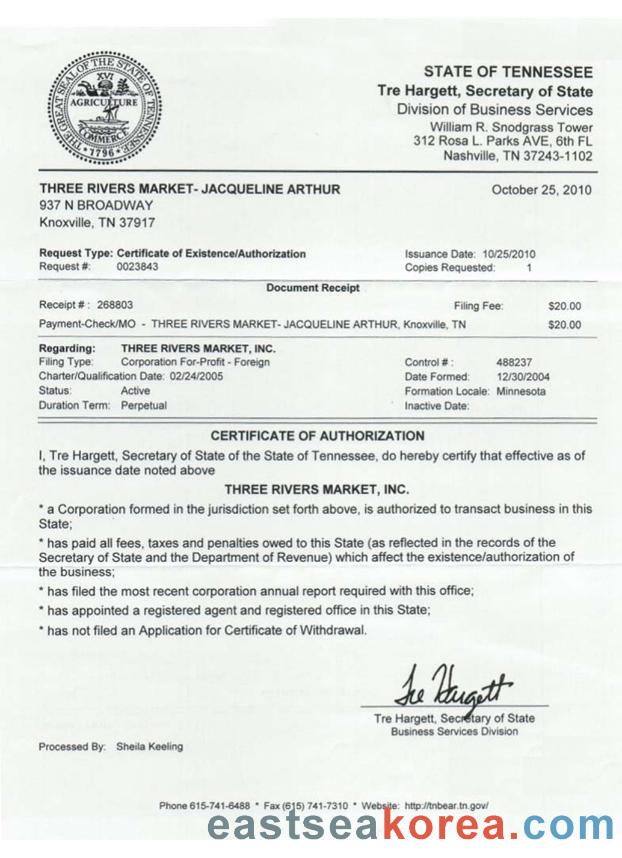 THE GREAT SEAL OF THE STATE OF TENNESSEE
XVI
AGRICULTURE
COMMERCE
1796
STATE OF TENNESSEE
Tre Hargett, Secretary of State
Division of Business Services
William R. Snodgrass Tower
312 Rosa L. Parks AVE, 6th FL
Nashville, TN 37243-1102
THREE RIVERS MARKET- JACQUELINE ARTHUR October 25, 2010
937 N BROADWAY
Knoxville, TN 37917
Request Type: Certificate of Existence/Authorization Issuance Date: 10/25/2010
Request #: 0023843 Copies Requested: 1
Document Receipt
Receipt # : 268803 Filing Fee: $20.00
Payment-Check/MO - THREE RIVERS MARKET- JACQUELINE ARTHUR, Knoxville, TN $20.00
Regarding: THREE RIVERS MARKET, INC.
Filing Type: Corporation For-Profit - Foreign Control # : 488237
Charter/Qualification Date: 02/24/2005 Date Formed: 12/30/2004
Status: Active Formation Locale: Minnesota
Duration Term: Perpetual Inactive Date:
CERTIFICATE OF AUTHORIZATION
I, Tre Hargett, Secretary of State of the State of Tennessee, do hereby certify that effective as of
the issuance date noted above
THREE RIVERS MARKET, INC.
* a Corporation formed in the jurisdiction set forth above, is authorized to transact business in this
State;
* has paid all fees, taxes and penalties owed to this State (as reflected in the records of the
Secretary of State and the Department of Revenue) which affect the existence/authorization of
the business;
* has filed the most recent corporation annual report required with this office;
* has appointed a registered agent and registered office in this State;
* has not filed an Application for Certificate of Withdrawal.
Tre Hargett
Tre Hargett, Secretary of State
Business Services Division
Processed By: Sheila Keeling
Phone 615-741-6488 * Fax (615) 741-7310 * Website: http://tnbear.tn.gov/
eastseakorea.com